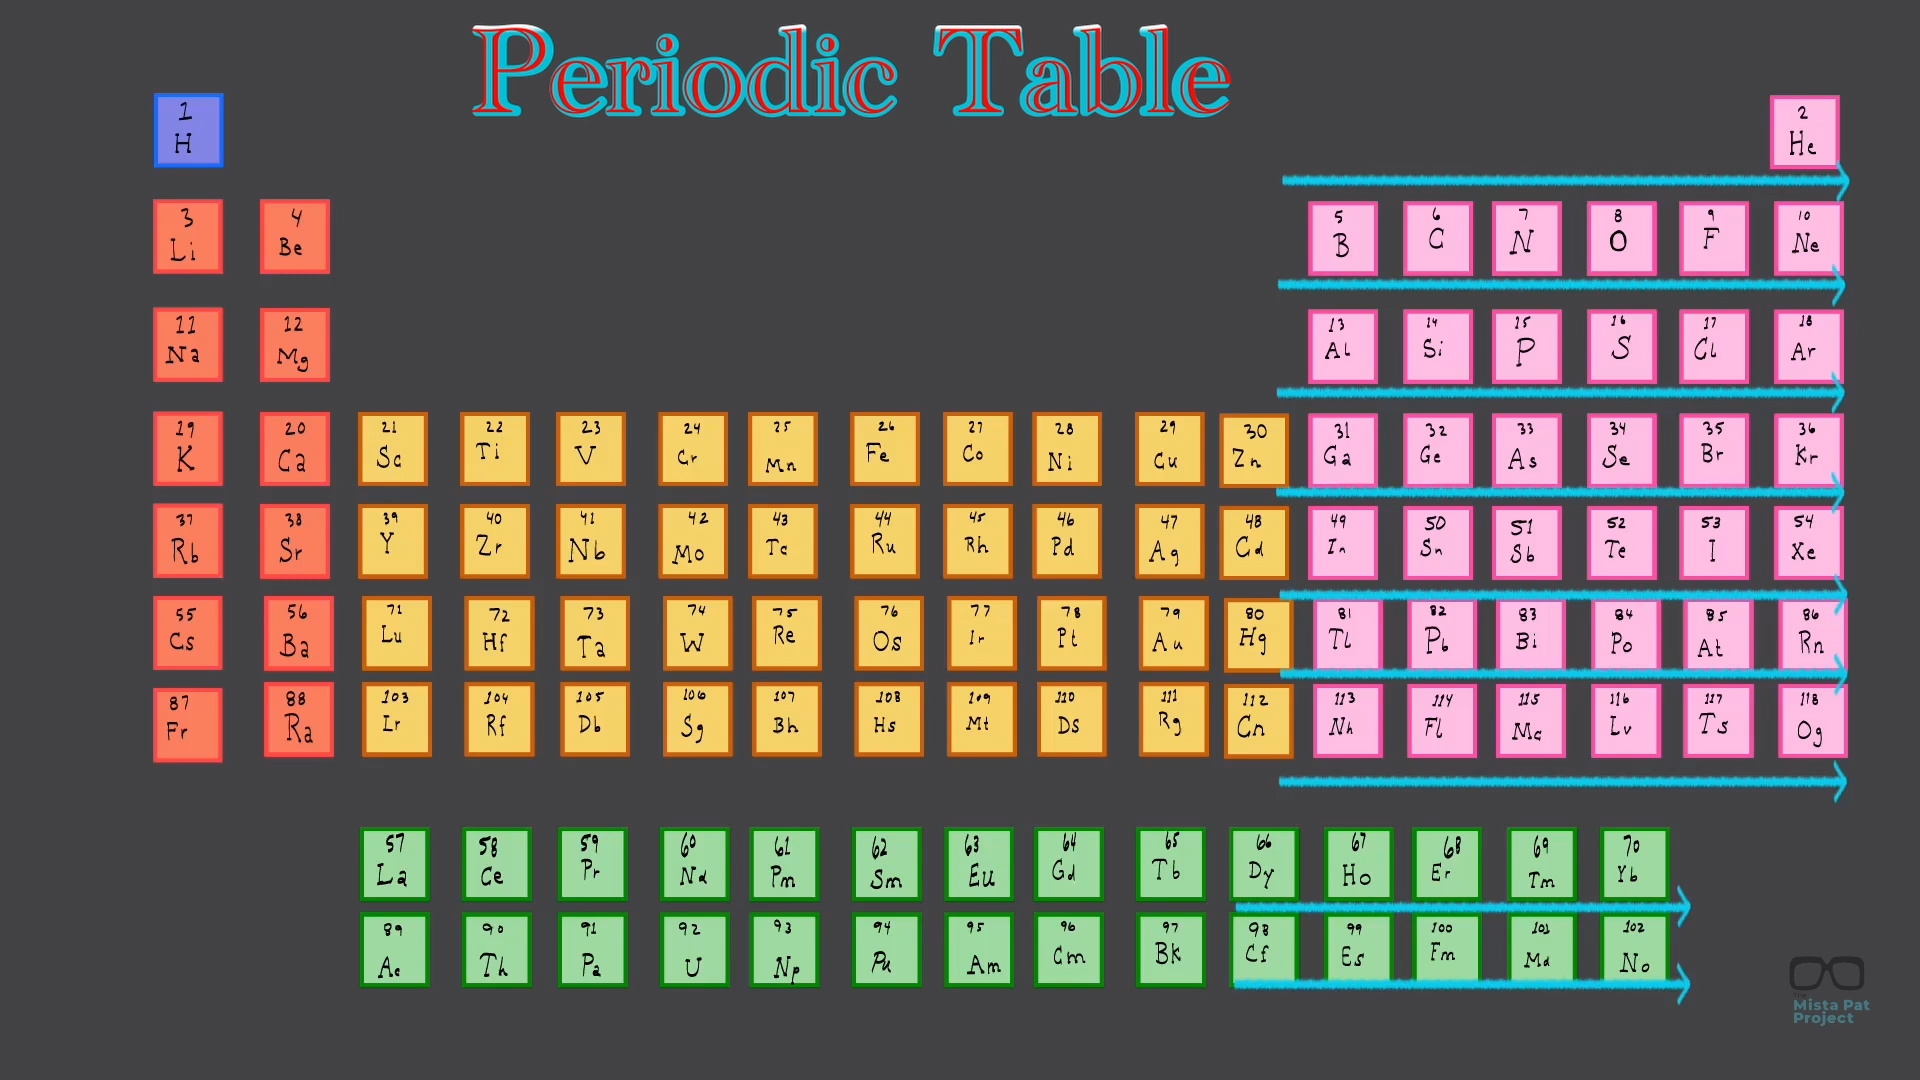 Periodic Table
1 2
H He
3 4 5 6 7 8 9 10
Li Be B C N O F Ne
11 12 13 14 15 16 17 18
Na Mg AL Si P S CL Ar
19 20 21 22 23 24 25 26 27 28 29 30 31 32 33 34 35 36
K Ca Sc Ti V Cr Mn Fe Co Ni Cu Zn Ga Ge As Se Br Kr
37 38 39 40 41 42 43 44 45 46 47 48 49 50 51 52 53 54
Rb Sr Y Zr Nb Mo Tc Ru Rh Pd Ag Cd In Sn Sb Te I Xe
55 56 71 72 73 74 75 76 77 78 79 80 81 82 83 84 85 86
Cs Ba Lu Hf Ta W Re Os Ir Pt Au Hg TL Pb Bi Po At Rn
87 88 103 104 105 106 107 108 109 110 111 112 113 114 115 116 117 118
Fr Ra Lr Rf Db Sg Bh Hs Mt DS Rg Cn Nh Fl Mc Lv Ts Og
57 58 59 60 61 62 63 64 65 66 67 68 69 70
La Ce Pr Nd Pm Sm Eu Gd Tb Dy Ho Er Tm Yb
89 90 91 92 93 94 95 96 97 98 99 100 101 102
Ac Th Pa U Np Pu Am Cm Bk Cf Es Fm Md No
Mista Pat
Project